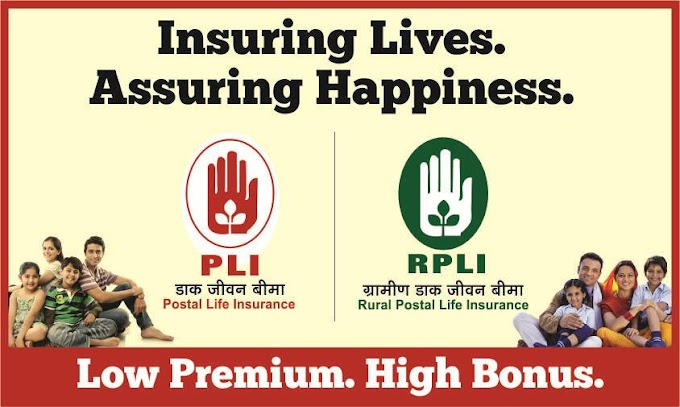 Insuring Lives.
Assuring Happiness.
PLI
डाक जीवन बीमा
Postal Life Insurance
RPLI
ग्रामीण डाक जीवन बीमा
Rural Postal Life Insurance
Low Premium. High Bonus.